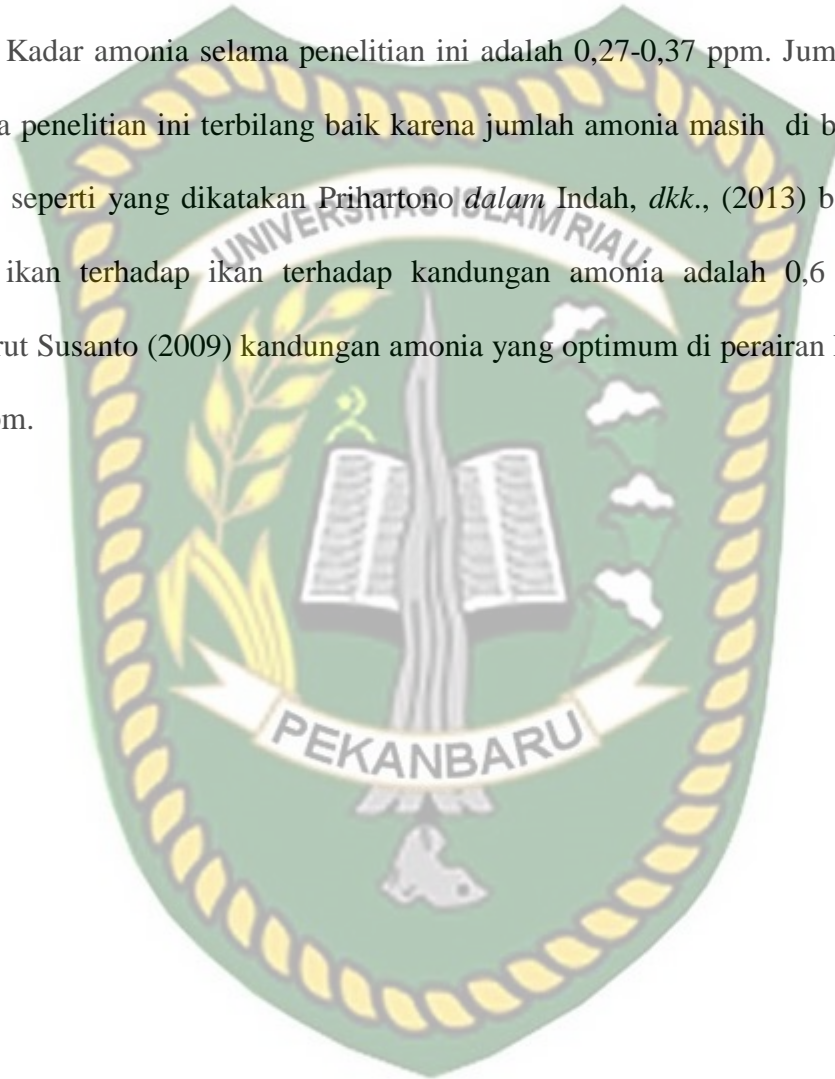 Kadar amonia selama penelitian ini adalah 0,27-0,37 ppm. Jum
penelitian ini terbilang baik karena jumlah amonia masih di b
seperti yang dikatakan Prihartono dalam Indah, dkk., (2013) b
ikan terhadap ikan terhadap kandungan amonia adalah 0,6
rut Susanto (2009) kandungan amonia yang optimum di perairan
UNIVERSITAS ISLAM RIAU
PEKANBARU